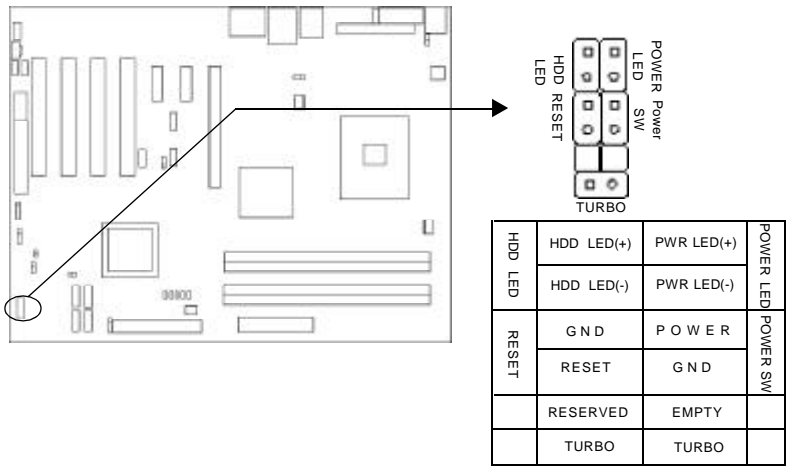 HDD LED
RESET
POWER LED
Power SW
TURBO
HDD LED
HDD LED(+)
PWR LED(+)
POWER LED
HDD LED(-)
PWR LED(-)
RESET
GND
POWER
POWER SW
RESET
GND
RESERVED
EMPTY
TURBO
TURBO